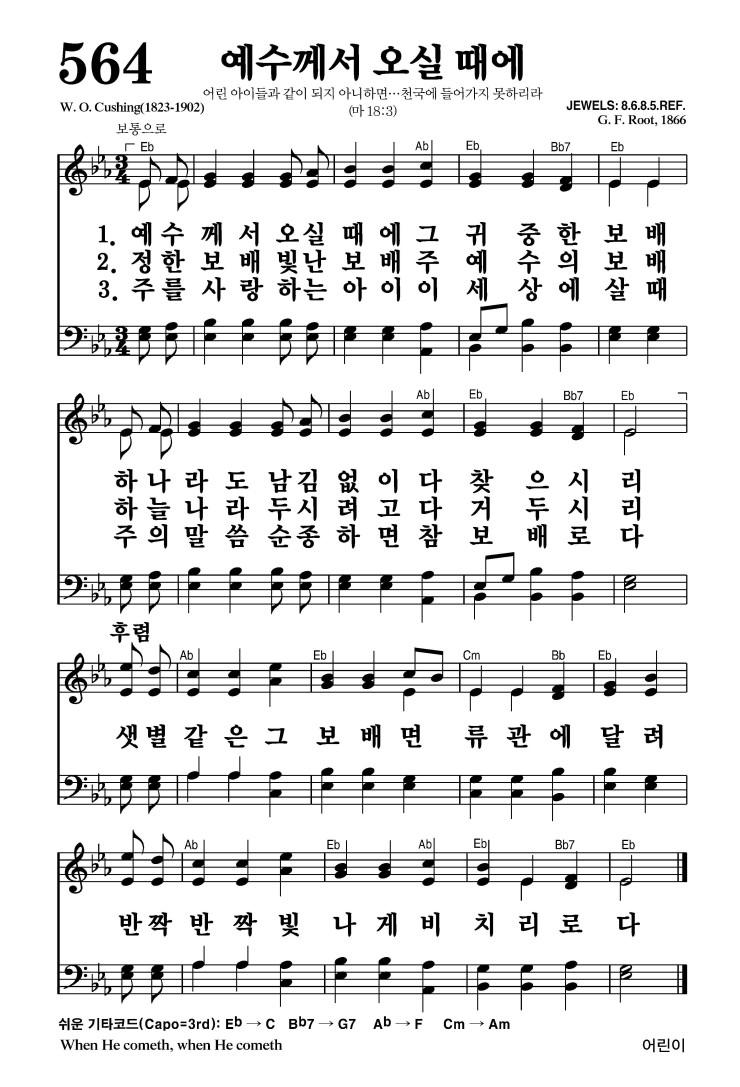 564 예수께서 오실 때에
어린 아이들과 같이 되지 아니하면…천국에 들어가지 못하리라
W. O. Cushing(1823-1902) (마 18:3) JEWELS: 8.6.8.5.REF.
G. F. Root, 1866
보통으로
Eb Ab Eb Bb7 Eb
3 4
1. 예 수 께 서 오 실 때 에 그 귀 중 한 보 배
2. 정 한 보 배 빛 난 보 배 주 예 수 의 보 배
3. 주 를 사 랑 하 는 아 이 이 세 상 에 살 때
3 4
Ab Eb Bb7 Eb
하 나 라 도 남 김 없 이 다 찾 으 시 리
하 늘 나 라 두 시 려 고 다 거 두 시 리
주 의 말 씀 순 종 하 면 참 보 배 로 다
후렴
Ab Eb Cm Bb Eb
샛 별 같 은 그 보 배 면 류 관 에 달 려
Ab Eb Ab Eb Bb7 Eb
반 짝 반 짝 빛 나 게 비 치 리 로 다
쉬운 기타코드(Capo=3rd): Eb → C Bb7 → G7 Ab → F Cm → Am
When He cometh, when He cometh 어린이